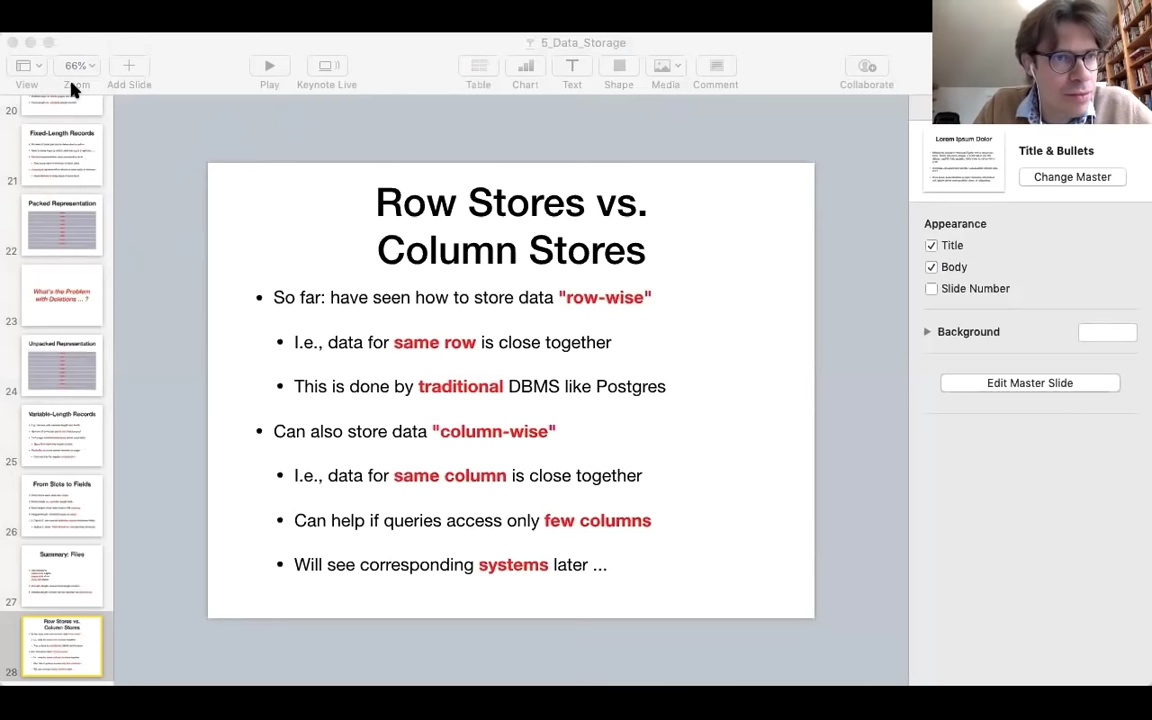 5_Data_Storage
66%
View
Zoom
Add Slide
Play
Keynote Live
Table
Chart
Text
Shape
Media
Comment
Collaborate
20
Fixed-Length Records
21
Packed Representation
22
What's the Problem
with Deletions ... ?
23
Unpacked Representation
24
Variable-Length Records
25
From Slots to Fields
26
Summary: Files
27
Row Stores vs.
Column Stores
28
Row Stores vs.
Column Stores
• So far: have seen how to store data "row-wise"
• I.e., data for same row is close together
• This is done by traditional DBMS like Postgres
• Can also store data "column-wise"
• I.e., data for same column is close together
• Can help if queries access only few columns
• Will see corresponding systems later ...
Lorem Ipsum Dolor
Title & Bullets
Change Master
Appearance
Title
Body
Slide Number
Background
Edit Master Slide